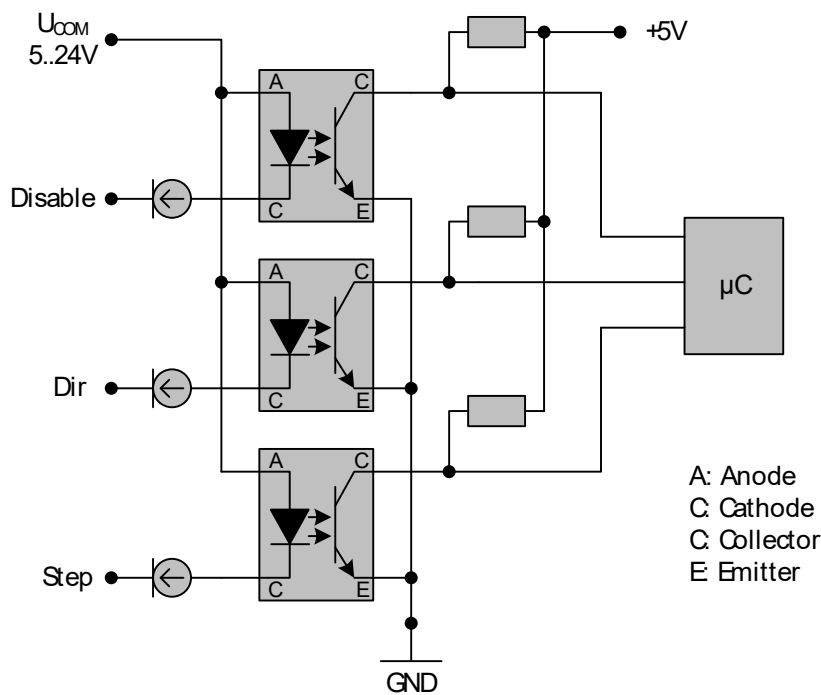 UCOM
5..24V
+5V
A
C
C
E
Disable
A
C
µC
C
E
Dir
A
C
C
E
Step
A: Anode
C: Cathode
C: Collector
E: Emitter
GND